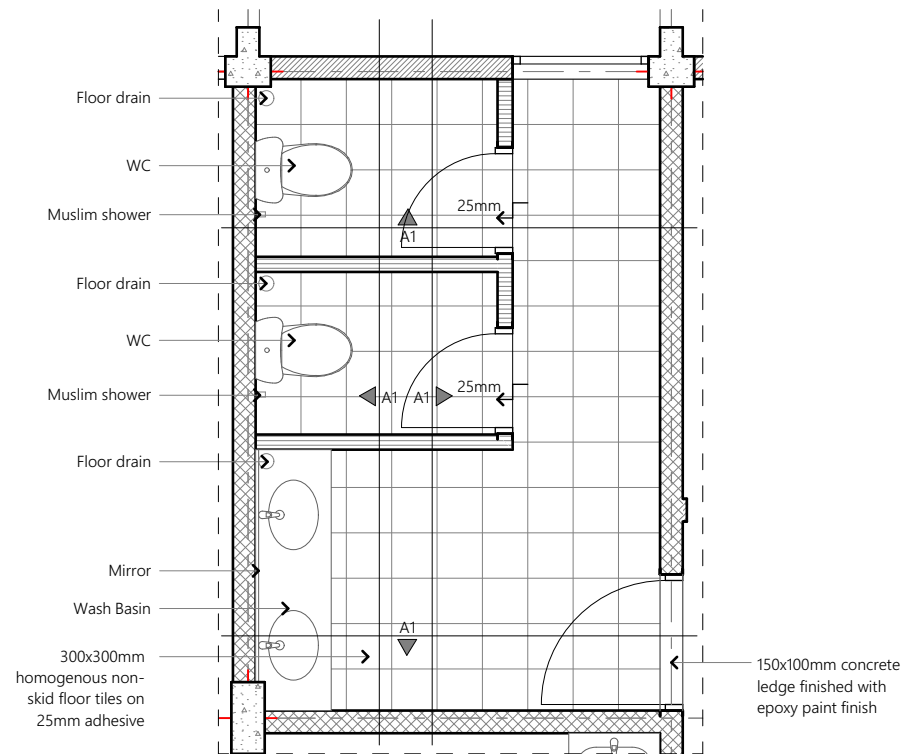 Floor drain
WC
Muslim shower
25mm
A1
Floor drain
WC
Muslim shower
A1 A1
25mm
Floor drain
Mirror
Wash Basin
A1
300x300mm
homogenous non-
skid floor tiles on
25mm adhesive
150x100mm concrete
ledge finished with
epoxy paint finish